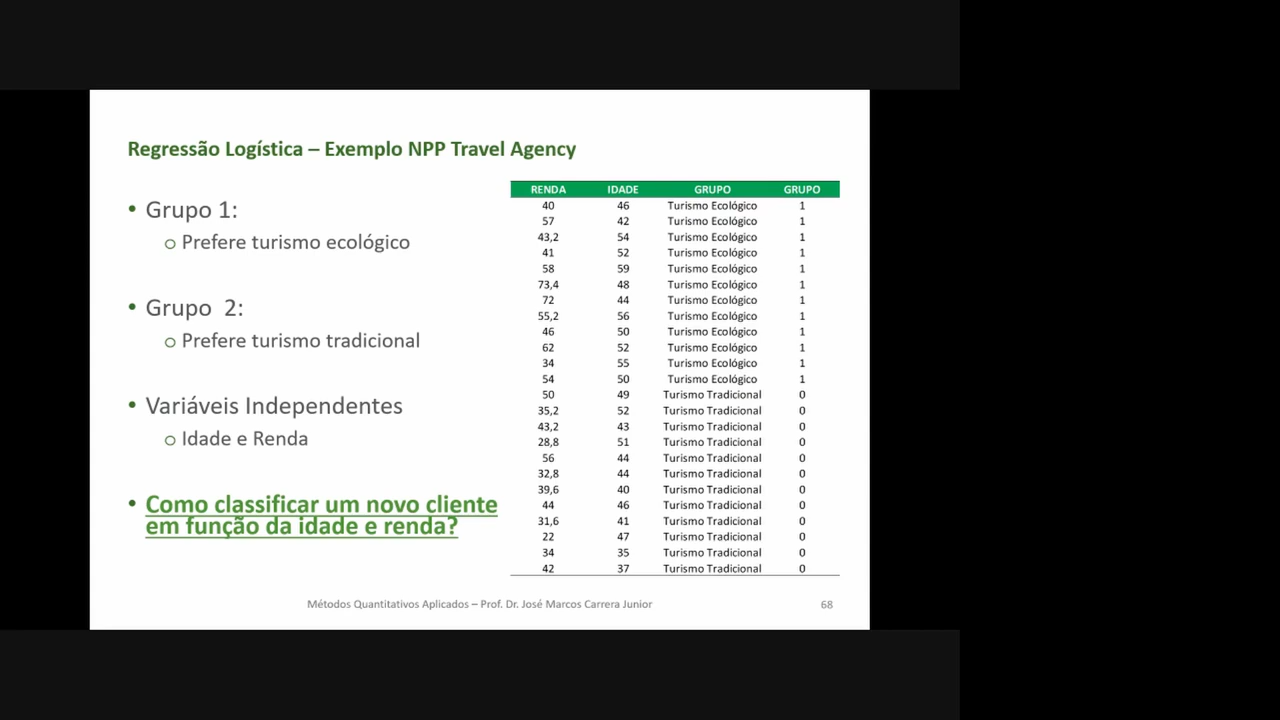 Regressão Logística – Exemplo NPP Travel Agency
• Grupo 1:
o Prefere turismo ecológico
• Grupo 2:
o Prefere turismo tradicional
• Variáveis Independentes
o Idade e Renda
• Como classificar um novo cliente
em função da idade e renda?
RENDA IDADE GRUPO GRUPO
40 46 Turismo Ecológico 1
57 42 Turismo Ecológico 1
43,2 54 Turismo Ecológico 1
41 52 Turismo Ecológico 1
58 59 Turismo Ecológico 1
73,4 48 Turismo Ecológico 1
72 44 Turismo Ecológico 1
55,2 56 Turismo Ecológico 1
46 50 Turismo Ecológico 1
62 52 Turismo Ecológico 1
34 55 Turismo Ecológico 1
54 50 Turismo Ecológico 1
50 49 Turismo Tradicional 0
35,2 52 Turismo Tradicional 0
43,2 43 Turismo Tradicional 0
28,8 51 Turismo Tradicional 0
56 44 Turismo Tradicional 0
32,8 44 Turismo Tradicional 0
39,6 40 Turismo Tradicional 0
44 46 Turismo Tradicional 0
31,6 41 Turismo Tradicional 0
22 47 Turismo Tradicional 0
34 35 Turismo Tradicional 0
42 37 Turismo Tradicional 0
Métodos Quantitativos Aplicados – Prof. Dr. José Marcos Carrera Junior 68